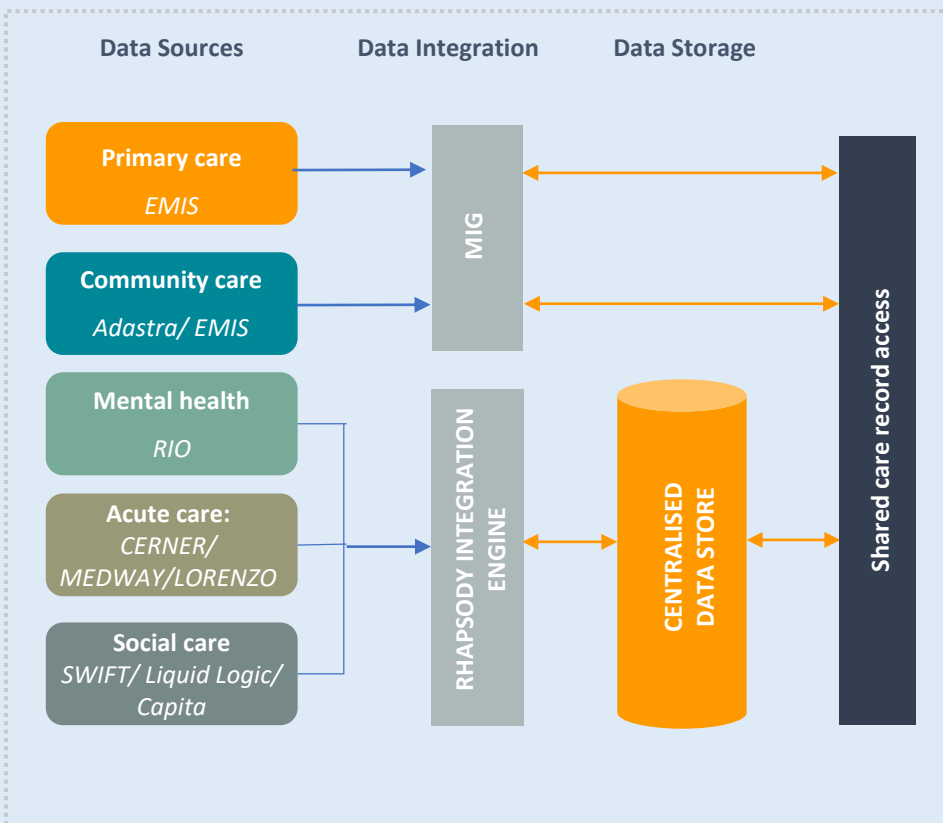 Data Sources
Data Integration
Data Storage
Primary care
EMIS
Community care
Adastra/ EMIS
Mental health
RIO
Acute care:
CERNER/
MEDWAY/LORENZO
Social care
SWIFT/ Liquid Logic/
Capita
MIG
RHAPSODY INTEGRATION
ENGINE
CENTRALISED
DATA STORE
Shared care record access